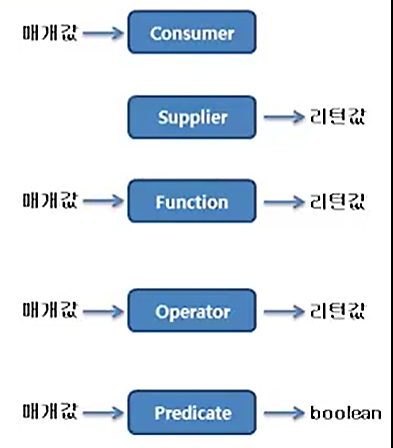 매개값 Consumer
Supplier 리턴값
매개값 Function 리턴값
매개값 Operator 리턴값
매개값 Predicate boolean